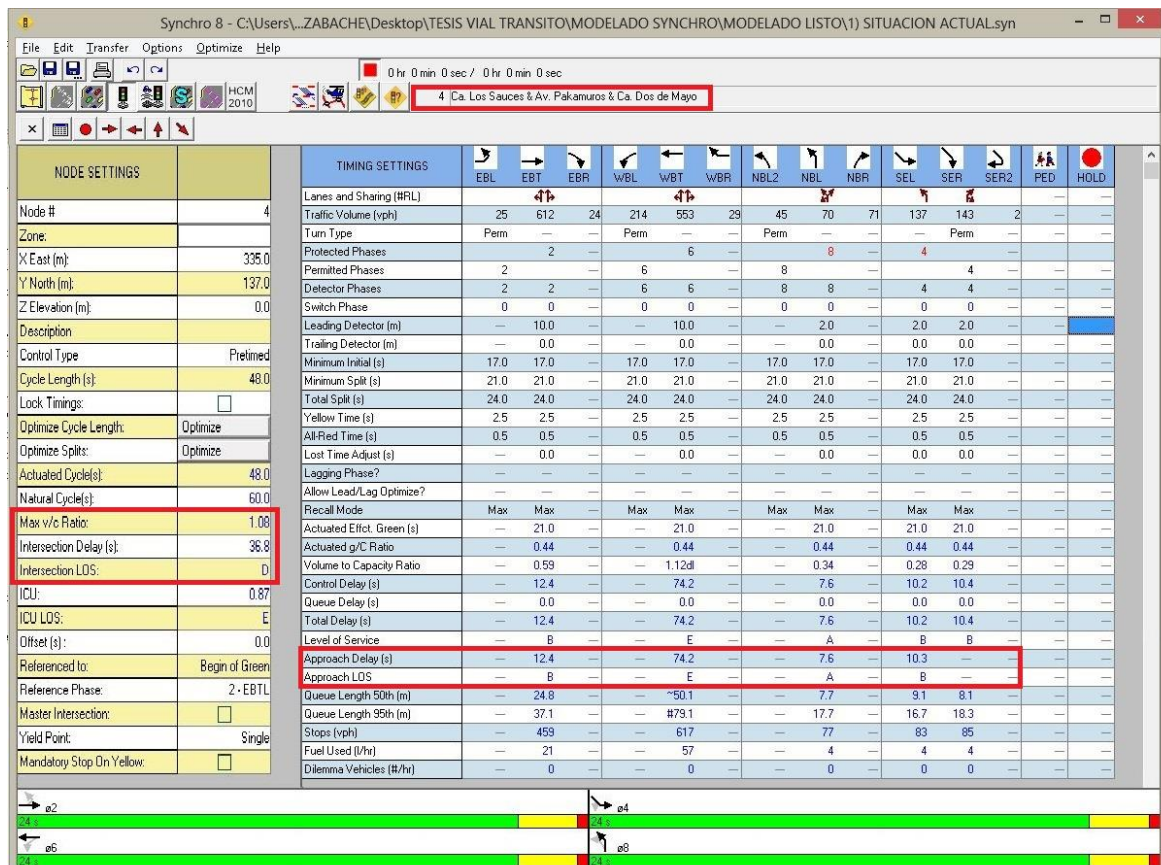 Synchro 8 - C:\Users\...ZABACHE\Desktop\TESIS VIAL TRANSITO\MODELADO SYNCHRO\MODELADO LISTO\1) SITUACION ACTUAL.syn
File Edit Transfer Options Optimize Help
0 hr 0 min 0 sec / 0 hr 0 min 0 sec
HCM 2010
4 Ca. Los Sauces & Av. Pakamuros & Ca. Dos de Mayo
NODE SETTINGS
Node # 4
Zone:
X East (m): 335.0
Y North (m): 137.0
Z Elevation (m): 0.0
Description
Control Type Pretimed
Cycle Length (s): 48.0
Lock Timings:
Optimize Cycle Length: Optimize
Optimize Splits: Optimize
Actuated Cycle(s): 48.0
Natural Cycle(s): 60.0
Max v/c Ratio: 1.08
Intersection Delay (s): 36.8
Intersection LOS: D
ICU: 0.87
ICU LOS: E
Offset (s) : 0.0
Referenced to: Begin of Green
Reference Phase: 2 - EBTL
Master Intersection:
Yield Point: Single
Mandatory Stop On Yellow:
TIMING SETTINGS EBL EBT EBR WBL WBT WBR NBL2 NBL NBR SEL SER SER2 PED HOLD
Lanes and Sharing (#RL) — —
Traffic Volume (vph) 25 612 24 214 553 29 45 70 71 137 143 2 — —
Turn Type Perm — — Perm — — Perm — — — Perm — — —
Protected Phases 2 — 6 — 8 — 4 — — —
Permitted Phases 2 — 6 — 8 — 4 — — —
Detector Phases 2 2 — 6 6 — 8 8 — 4 4 — — —
Switch Phase 0 0 — 0 0 — 0 0 — 0 0 — — —
Leading Detector (m) — 10.0 — — 10.0 — — 2.0 — 2.0 2.0 — —
Trailing Detector (m) — 0.0 — — 0.0 — — 0.0 — 0.0 0.0 — — —
Minimum Initial (s) 17.0 17.0 — 17.0 17.0 — 17.0 17.0 — 17.0 17.0 — — —
Minimum Split (s) 21.0 21.0 — 21.0 21.0 — 21.0 21.0 — 21.0 21.0 — — —
Total Split (s) 24.0 24.0 — 24.0 24.0 — 24.0 24.0 — 24.0 24.0 — — —
Yellow Time (s) 2.5 2.5 — 2.5 2.5 — 2.5 2.5 — 2.5 2.5 — — —
All-Red Time (s) 0.5 0.5 — 0.5 0.5 — 0.5 0.5 — 0.5 0.5 — — —
Lost Time Adjust (s) — 0.0 — — 0.0 — — 0.0 — 0.0 0.0 — — —
Lagging Phase? — — — — — — — — — — — — — —
Allow Lead/Lag Optimize? — — — — — — — — — — — — — —
Recall Mode Max Max — Max Max — Max Max — Max Max — — —
Actuated Effct. Green (s) — 21.0 — — 21.0 — — 21.0 — 21.0 21.0 — — —
Actuated g/C Ratio — 0.44 — — 0.44 — — 0.44 — 0.44 0.44 — — —
Volume to Capacity Ratio — 0.59 — — 1.12dl — — 0.34 — 0.28 0.29 — — —
Control Delay (s) — 12.4 — — 74.2 — — 7.6 — 10.2 10.4 — — —
Queue Delay (s) — 0.0 — — 0.0 — — 0.0 — 0.0 0.0 — — —
Total Delay (s) — 12.4 — — 74.2 — — 7.6 — 10.2 10.4 — — —
Level of Service — B — — E — — A — B B — — —
Approach Delay (s) — 12.4 — — 74.2 — — 7.6 — 10.3 — — — —
Approach LOS — B — — E — — A — B — — — —
Queue Length 50th (m) — 24.8 — — ~50.1 — — 7.7 — 9.1 8.1 — — —
Queue Length 95th (m) — 37.1 — — #79.1 — — 17.7 — 16.7 18.3 — — —
Stops (vph) — 459 — — 617 — — 77 — 83 85 — — —
Fuel Used (l/hr) — 21 — — 57 — — 4 — 4 4 — — —
Dilemma Vehicles (#/hr) — 0 — — 0 — — 0 — 0 0 — — —
ø2 ø4
24 s 24 s
ø6 ø8
24 s 24 s